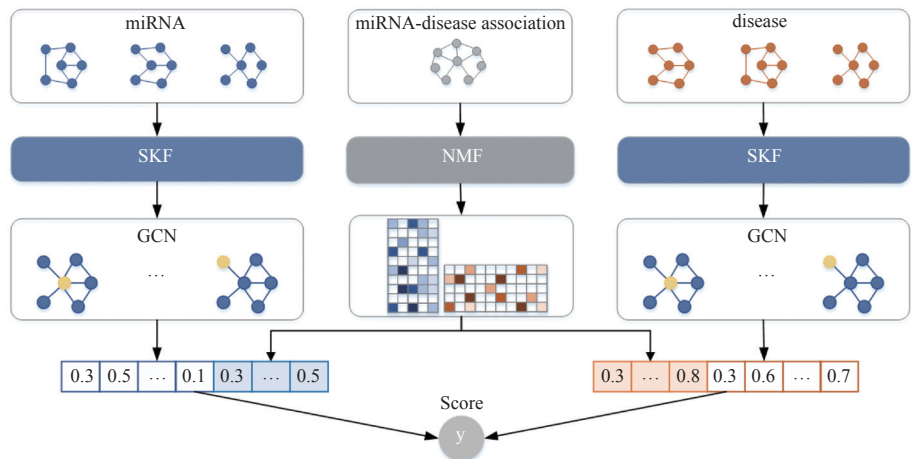 miRNA
miRNA-disease association
disease
SKF
NMF
SKF
GCN
GCN
...
...
0.3 0.5 ... 0.1 0.3 ... 0.5
0.3 ... 0.8 0.3 0.6 ... 0.7
Score
y